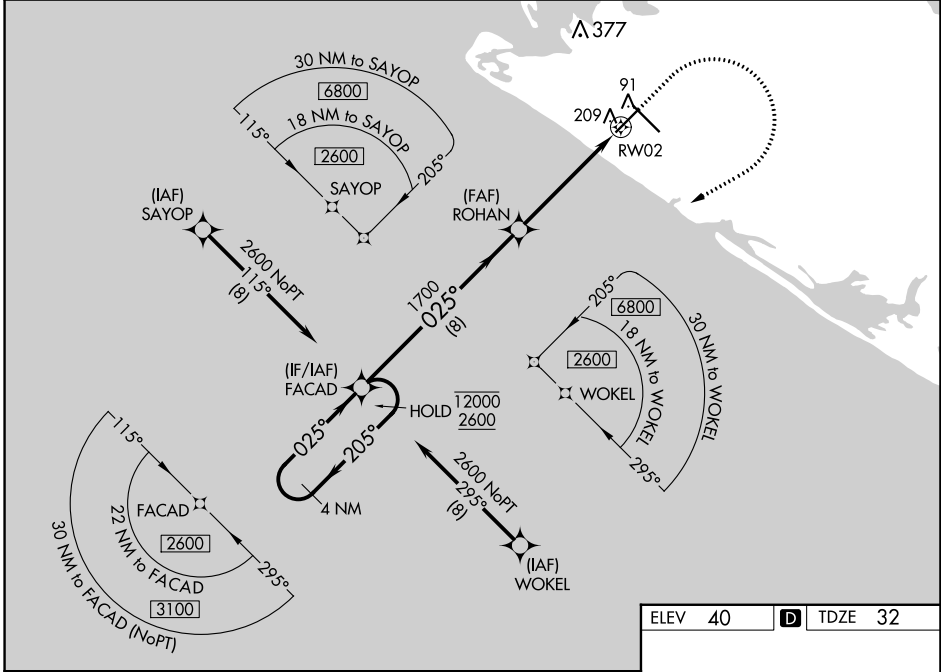 377
30 NM to SAYOP
6800
115°
18 NM to SAYOP
2600
205°
SAYOP
91
209
RW02
(IAF)
SAYOP
2600 NoPT
115°
(8)
(FAF)
ROHAN
1700
025°
(8)
(IF/IAF)
FACAD
HOLD
12000
2600
025°
205°
4 NM
205°
6800
18 NM to WOKEL
30 NM to WOKEL
2600
WOKEL
295°
2600 NoPT
295°
(8)
(IAF)
WOKEL
115°
FACAD
2600
22 NM to FACAD
295°
3100
30 NM to FACAD (NoPT)
ELEV 40 D TDZE 32